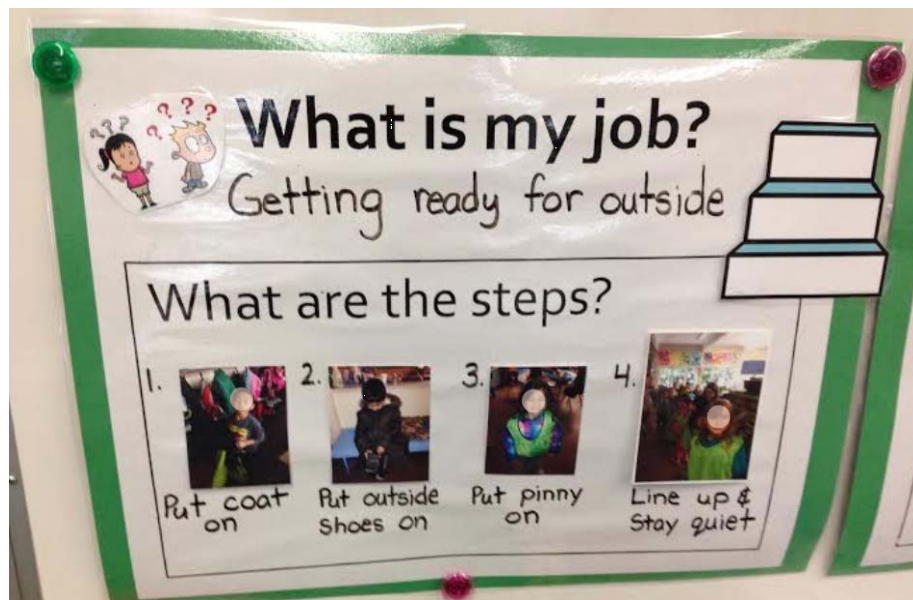 ? ? ?
? ? ? ?
What is my job?
Getting ready for outside
What are the steps?
1.
2.
3.
4.
Put coat
on
Put outside
shoes on
Put pinny
on
Line up &
Stay quiet